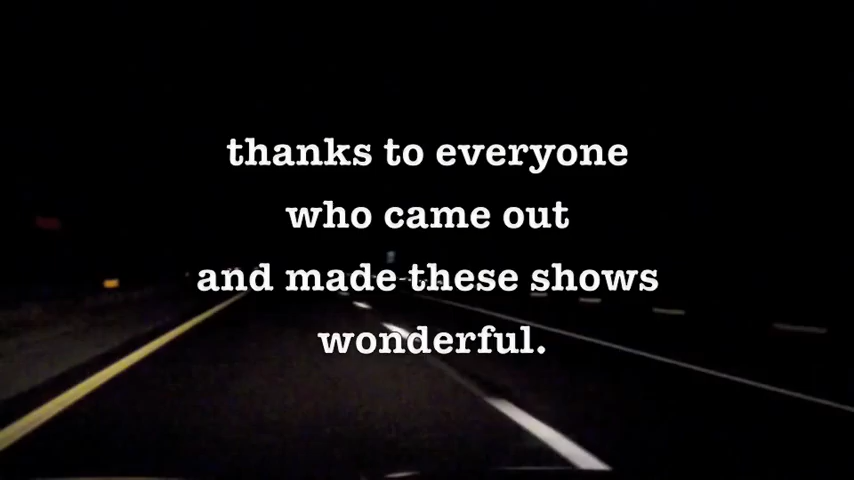 thanks to everyone
who came out
and made these shows
wonderful.